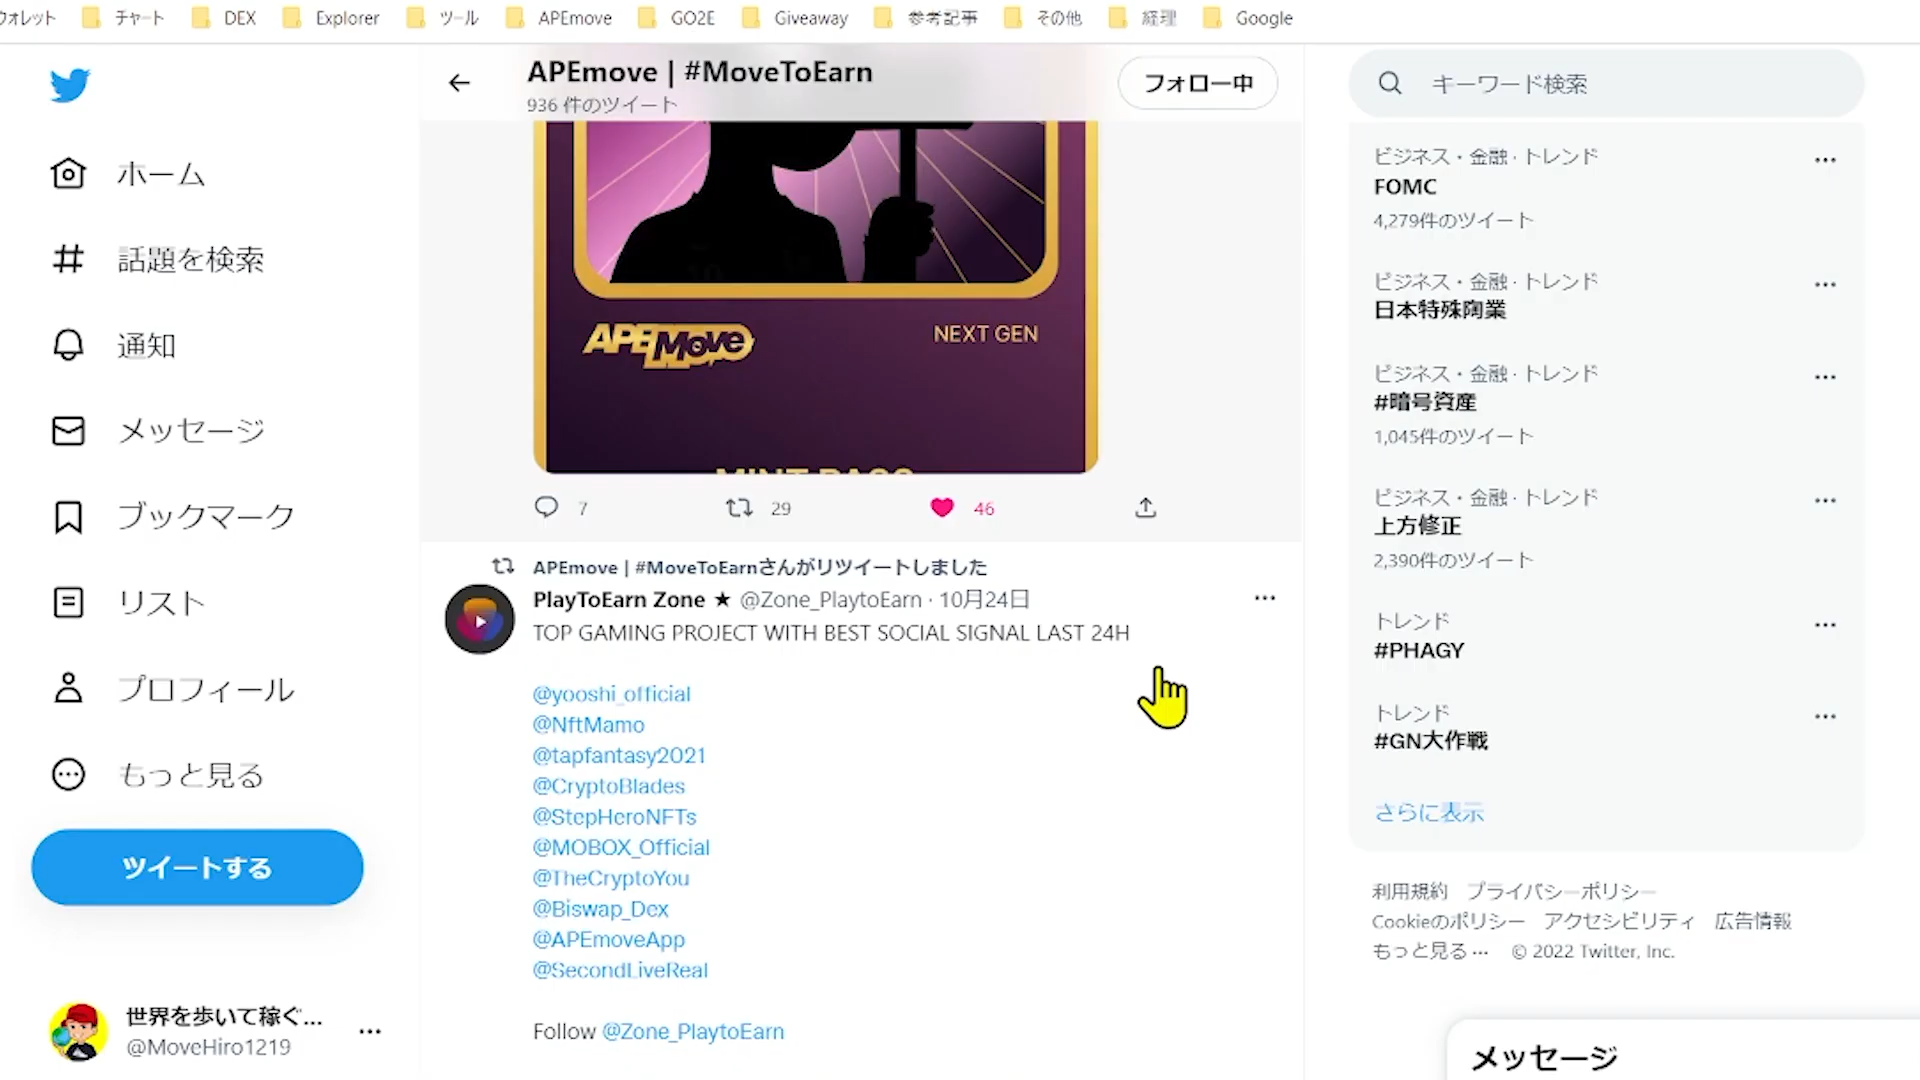 ウォレット チャート DEX Explorer ツール APEmove GO2E Giveaway 参考記事 その他 経理 Google
APEmove | #MoveToEarn
936 件のツイート
フォロー中
キーワード検索
ホーム
話題を検索
通知
メッセージ
ブックマーク
リスト
プロフィール
もっと見る
ツイートする
世界を歩いて稼ぐ...
@MoveHiro1219
APEMove
NEXT GEN
MINT PASS
7 29 46
APEmove | #MoveToEarnさんがリツイートしました
PlayToEarn Zone ★ @Zone_PlaytoEarn · 10月24日
TOP GAMING PROJECT WITH BEST SOCIAL SIGNAL LAST 24H
@yooshi_official
@NftMamo
@tapfantasy2021
@CryptoBlades
@StepHeroNFTs
@MOBOX_Official
@TheCryptoYou
@Biswap_Dex
@APEmoveApp
@SecondLiveReal
Follow @Zone_PlaytoEarn
ビジネス・金融 · トレンド
FOMC
4,279件のツイート
ビジネス・金融 · トレンド
日本特殊陶業
ビジネス・金融 · トレンド
#暗号資産
1,045件のツイート
ビジネス・金融 · トレンド
上方修正
2,390件のツイート
トレンド
#PHAGY
トレンド
#GN大作戦
さらに表示
利用規約 プライバシーポリシー
Cookieのポリシー アクセシビリティ 広告情報
もっと見る ... © 2022 Twitter, Inc.
メッセージ